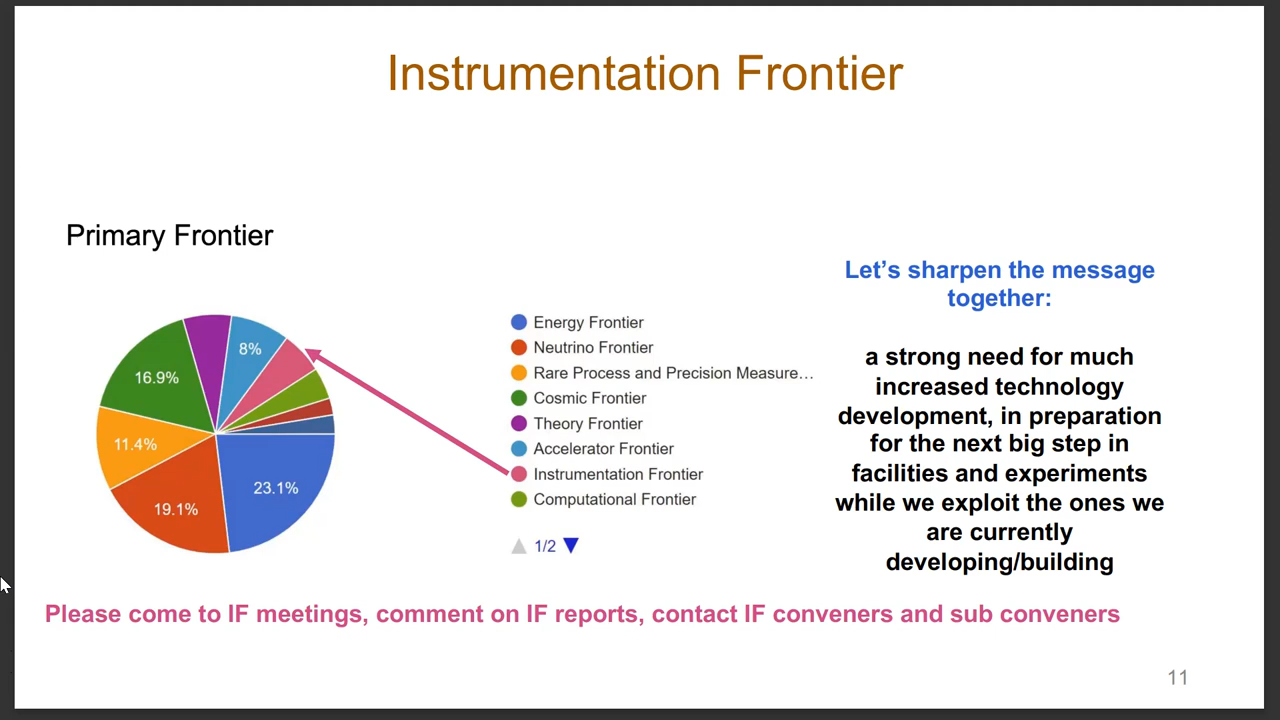 Instrumentation Frontier
Primary Frontier
8%
16.9%
11.4%
19.1%
23.1%
Energy Frontier
Neutrino Frontier
Rare Process and Precision Measure…
Cosmic Frontier
Theory Frontier
Accelerator Frontier
Instrumentation Frontier
Computational Frontier
1/2
Let’s sharpen the message
together:
a strong need for much
increased technology
development, in preparation
for the next big step in
facilities and experiments
while we exploit the ones we
are currently
developing/building
Please come to IF meetings, comment on IF reports, contact IF conveners and sub conveners
11